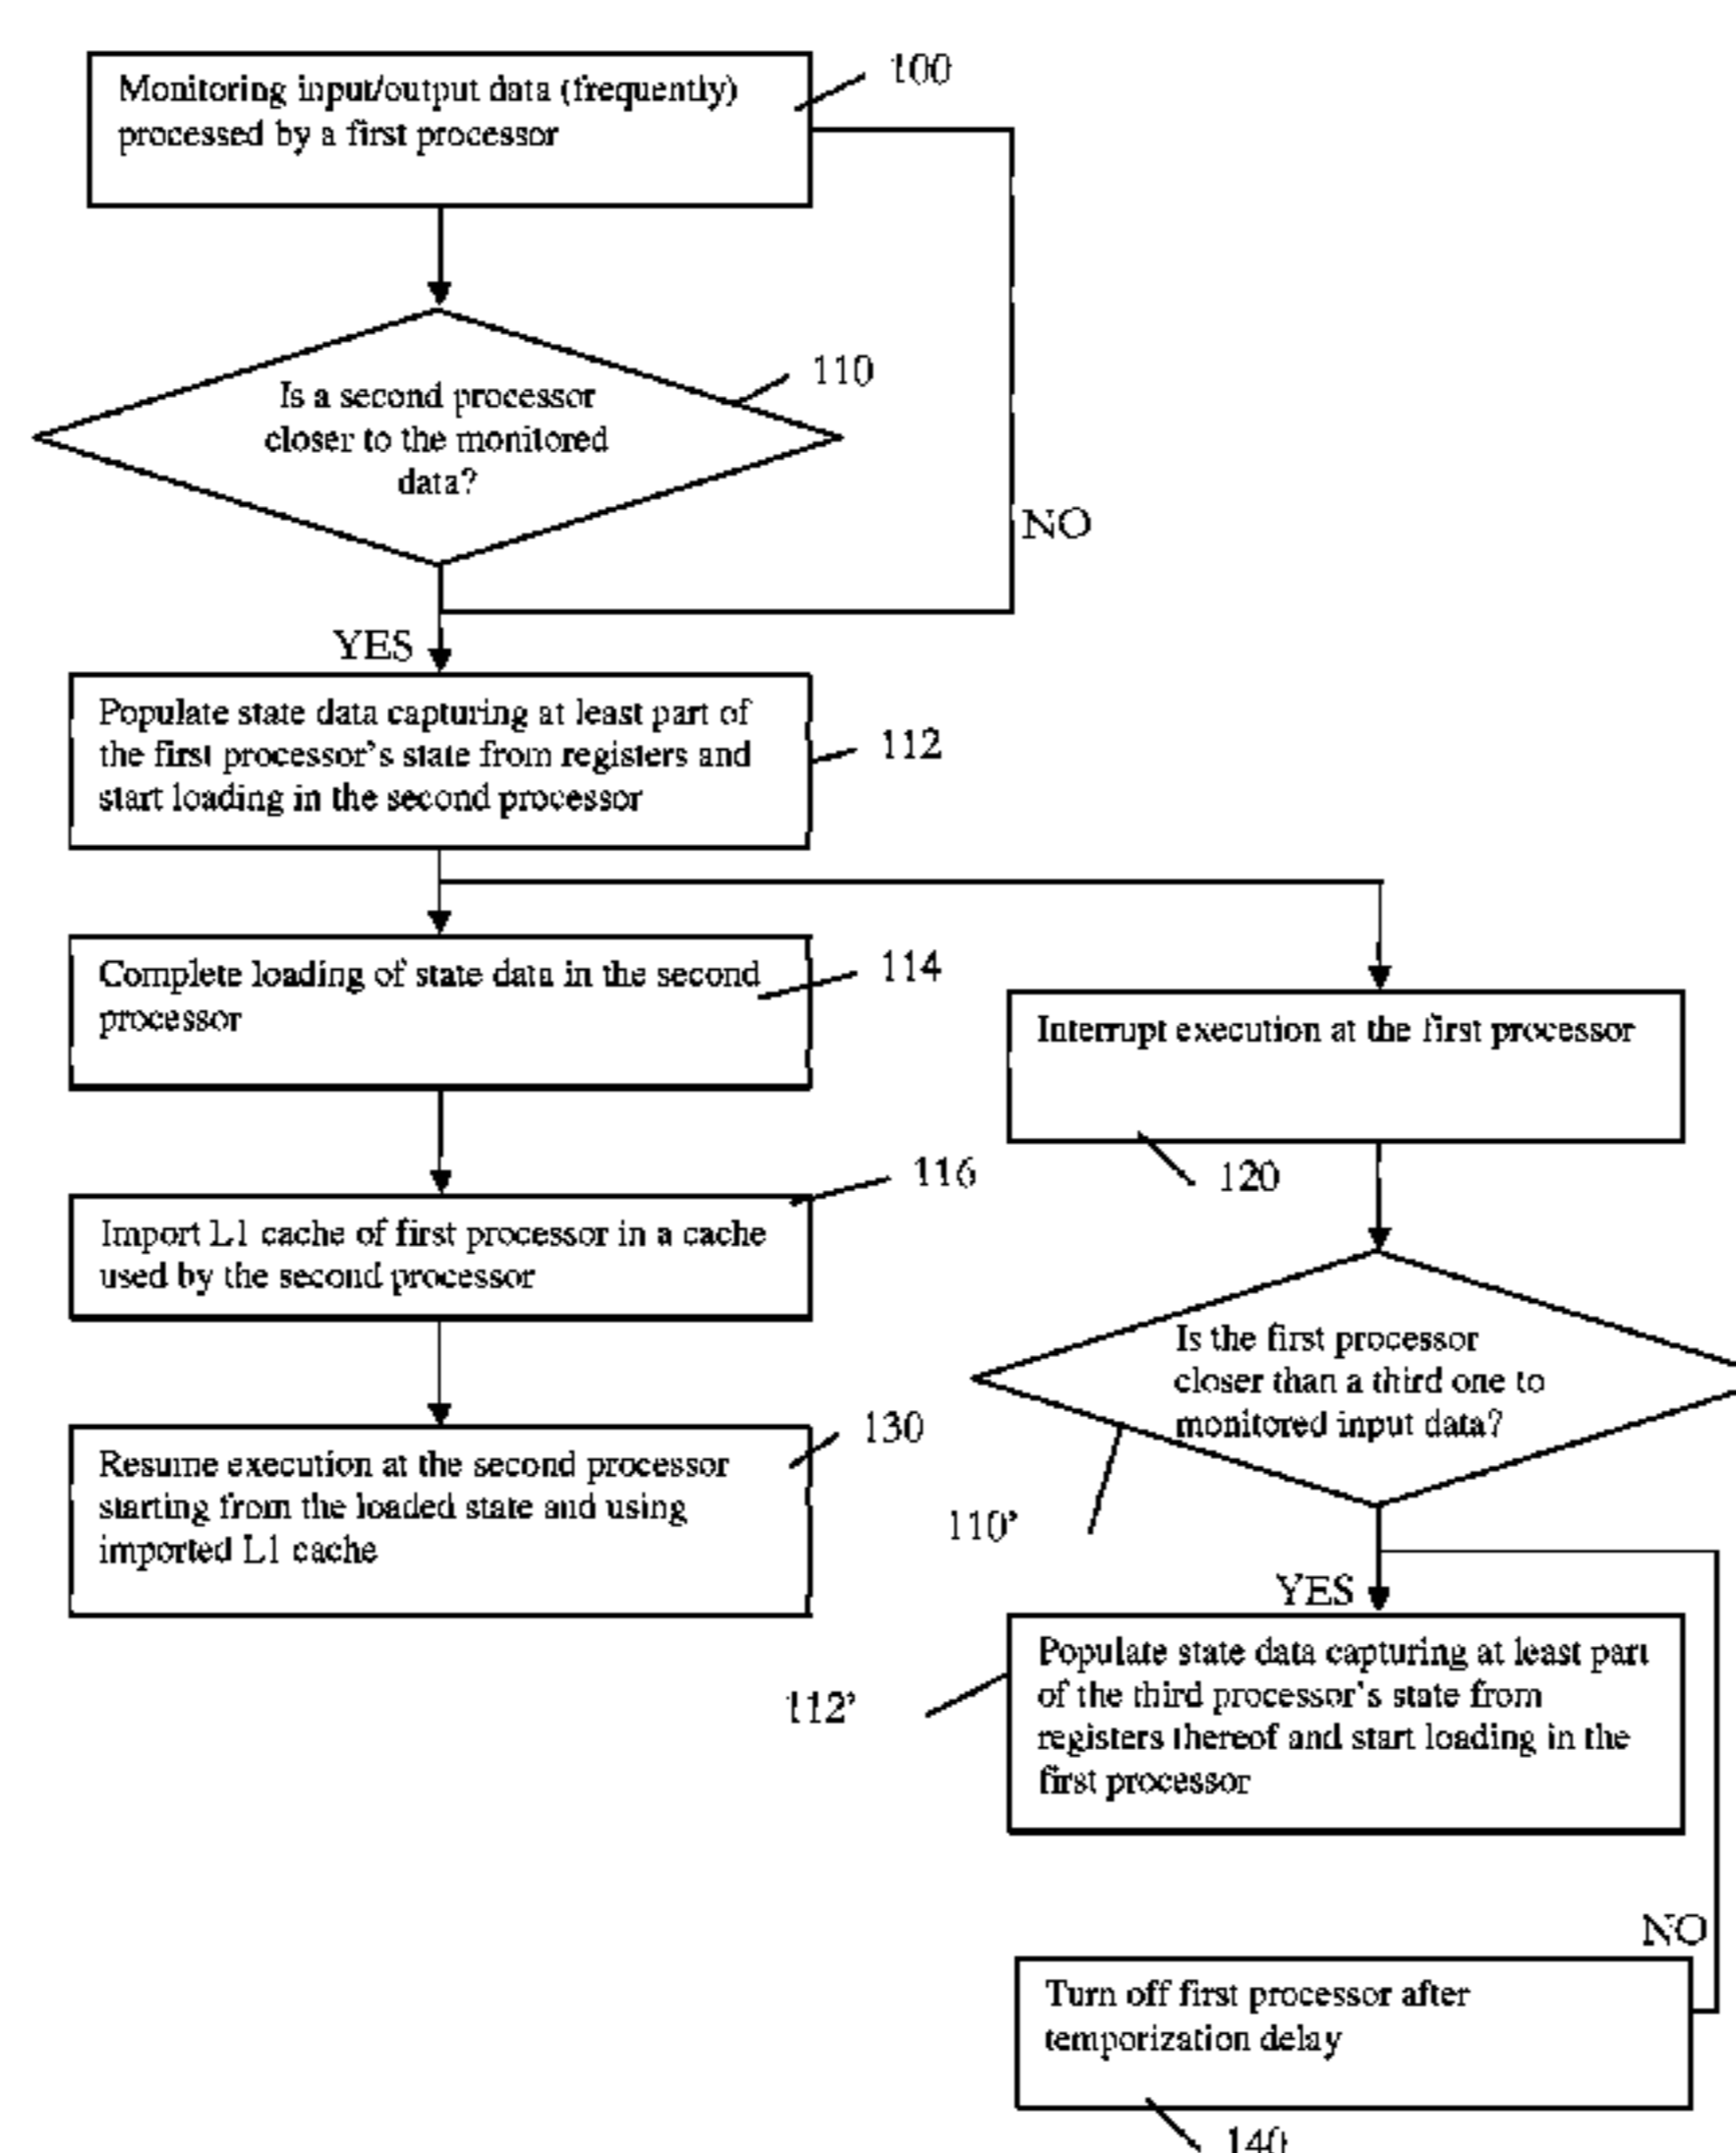 100
Monitoring input/output data (frequently)
processed by a first processor
110
Is a second processor
closer to the monitored
data?
NO
YES
Populate state data capturing at least part of
the first processor's state from registers and
start loading in the second processor
112
Complete loading of state data in the second
processor
114
Interrupt execution at the first processor
120
116
Import L1 cache of first processor in a cache
used by the second processor
Is the first processor
closer than a third one to
monitored input data?
110’
130
Resume execution at the second processor
starting from the loaded state and using
imported L1 cache
YES
Populate state data capturing at least part
of the third processor's state from
registers thereof and start loading in the
first processor
112’
NO
Turn off first processor after
temporization delay
140